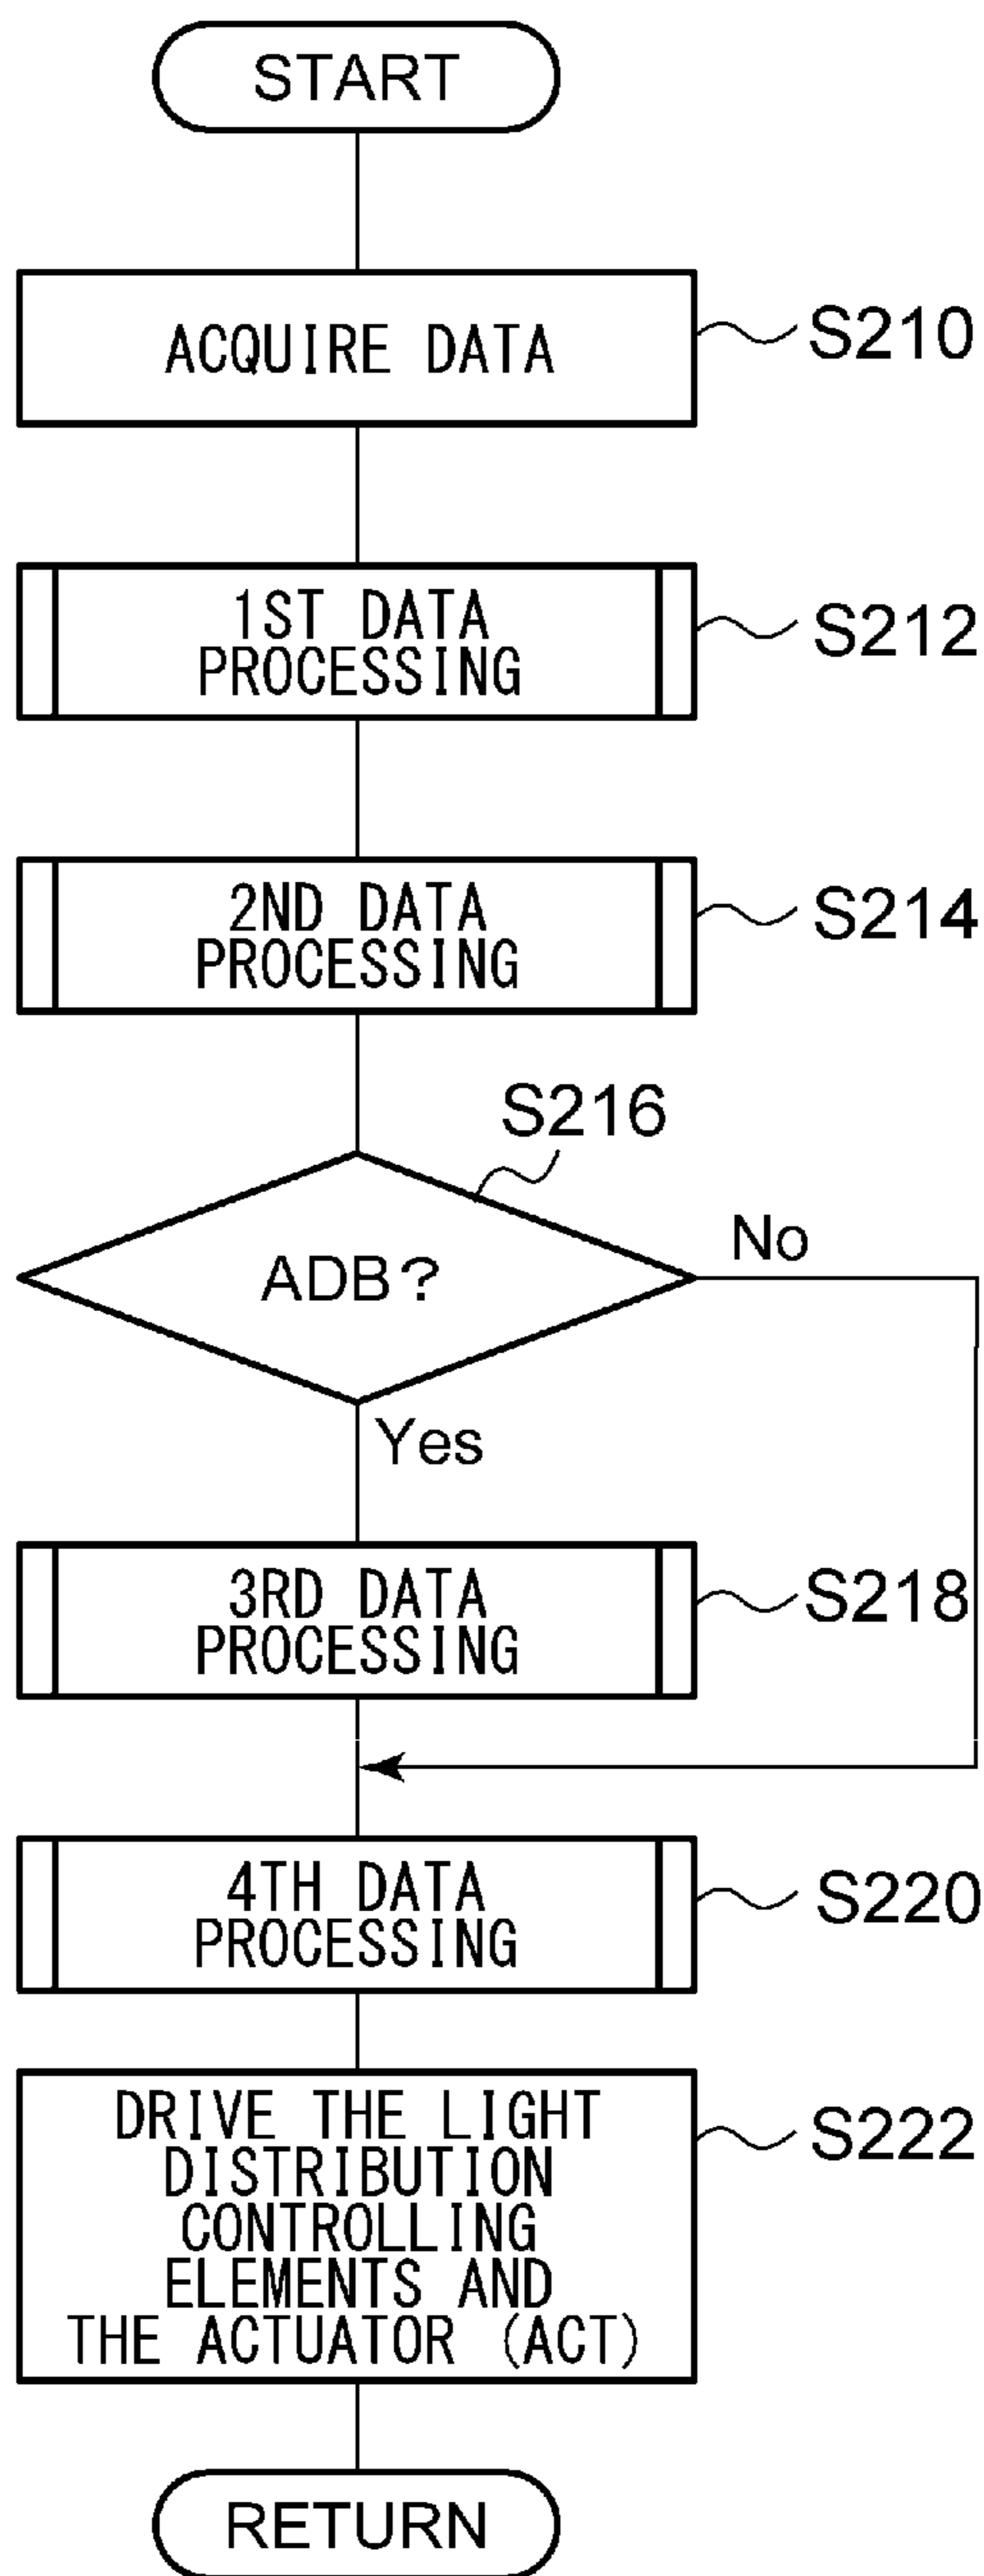 START
ACQUIRE DATA
S210
1ST DATA
PROCESSING
S212
2ND DATA
PROCESSING
S214
S216
ADB?
No
Yes
3RD DATA
PROCESSING
S218
4TH DATA
PROCESSING
S220
DRIVE THE LIGHT
DISTRIBUTION
CONTROLLING
ELEMENTS AND
THE ACTUATOR (ACT)
S222
RETURN